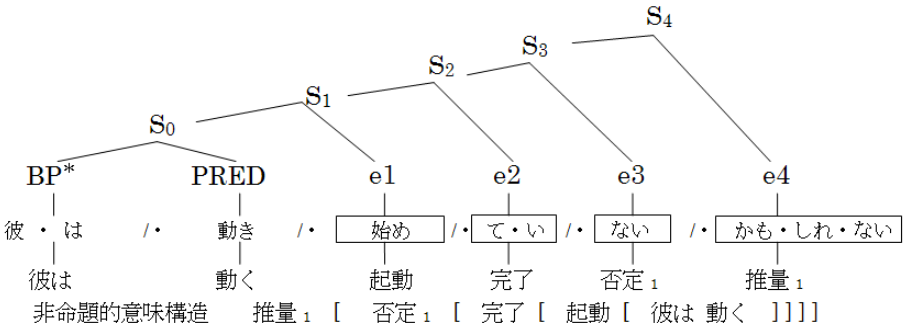 S4
S3
S2
S1
S0
BP* PRED e1 e2 e3 e4
彼 ・ は /・ 動き /・ 始め /・ て・い /・ ない /・ かも・しれ・ない
彼は 動く 起動 完了 否定1 推量1
非命題的意味構造 推量1 [ 否定1 [ 完了 [ 起動 [ 彼は 動く ]]]]